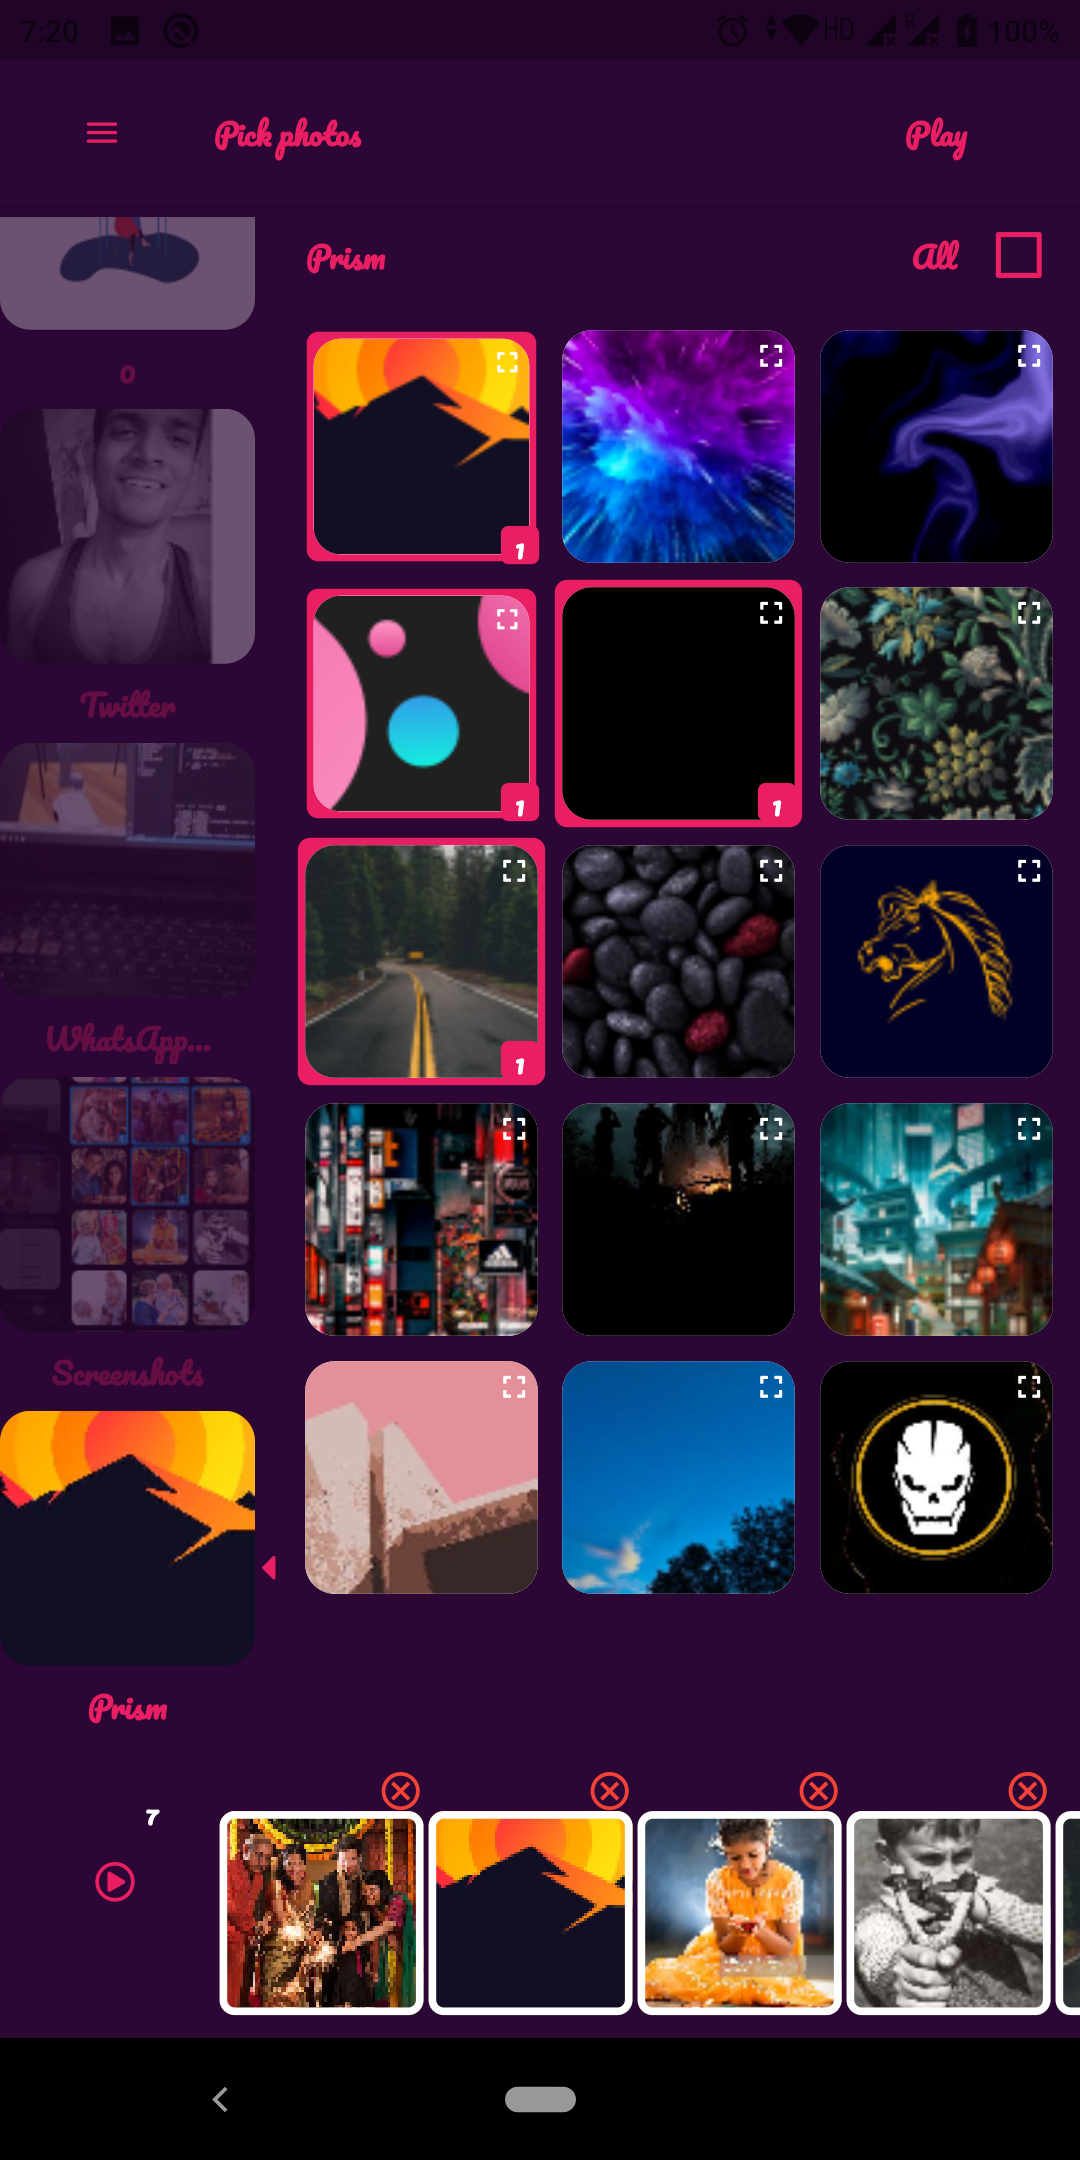 7:20 HD R 100%
Pick photos Play
Prism All
0
1
1
1
Twitter
WhatsApp...
1
Screenshots
Prism
7